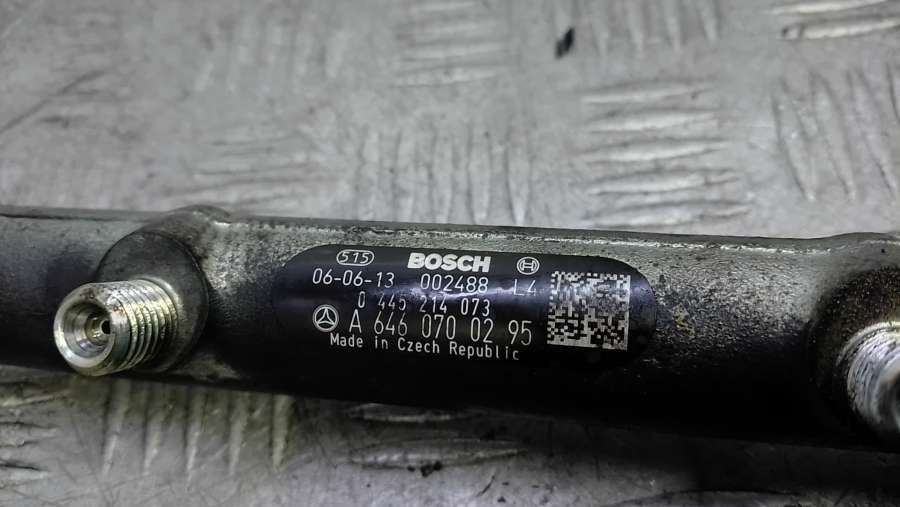 515 BOSCH
06-06-13 002488 L4
0 445 214 073
A 646 070 02 95
Made in Czech Republic